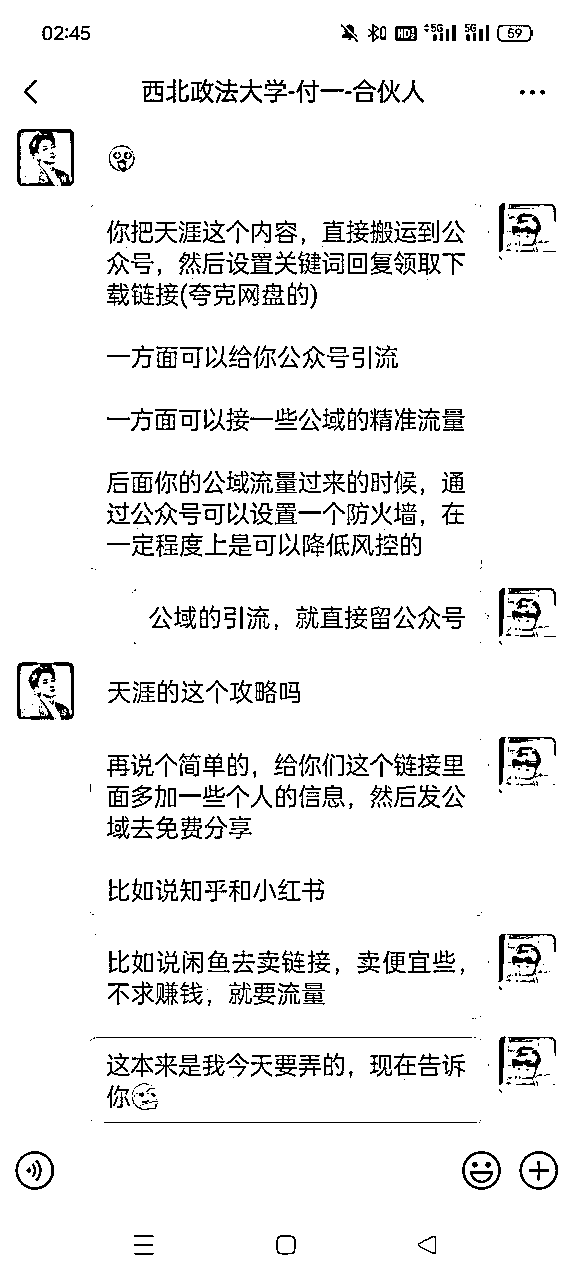 02:45
HD 5G 5G 59
西北政法大学-付一-合伙人
你把天涯这个内容，直接搬运到公
众号，然后设置关键词回复领取下
载链接(夸克网盘的)
一方面可以给你公众号引流
一方面可以接一些公域的精准流量
后面你的公域流量过来的时候，通
过公众号可以设置一个防火墙，在
一定程度上是可以降低风控的
公域的引流，就直接留公众号
天涯的这个攻略吗
再说个简单的，给你们这个链接里
面多加一些个人的信息，然后发公
域去免费分享
比如说知乎和小红书
比如说闲鱼去卖链接，卖便宜些，
不求赚钱，就要流量
这本来是我今天要弄的，现在告诉
你